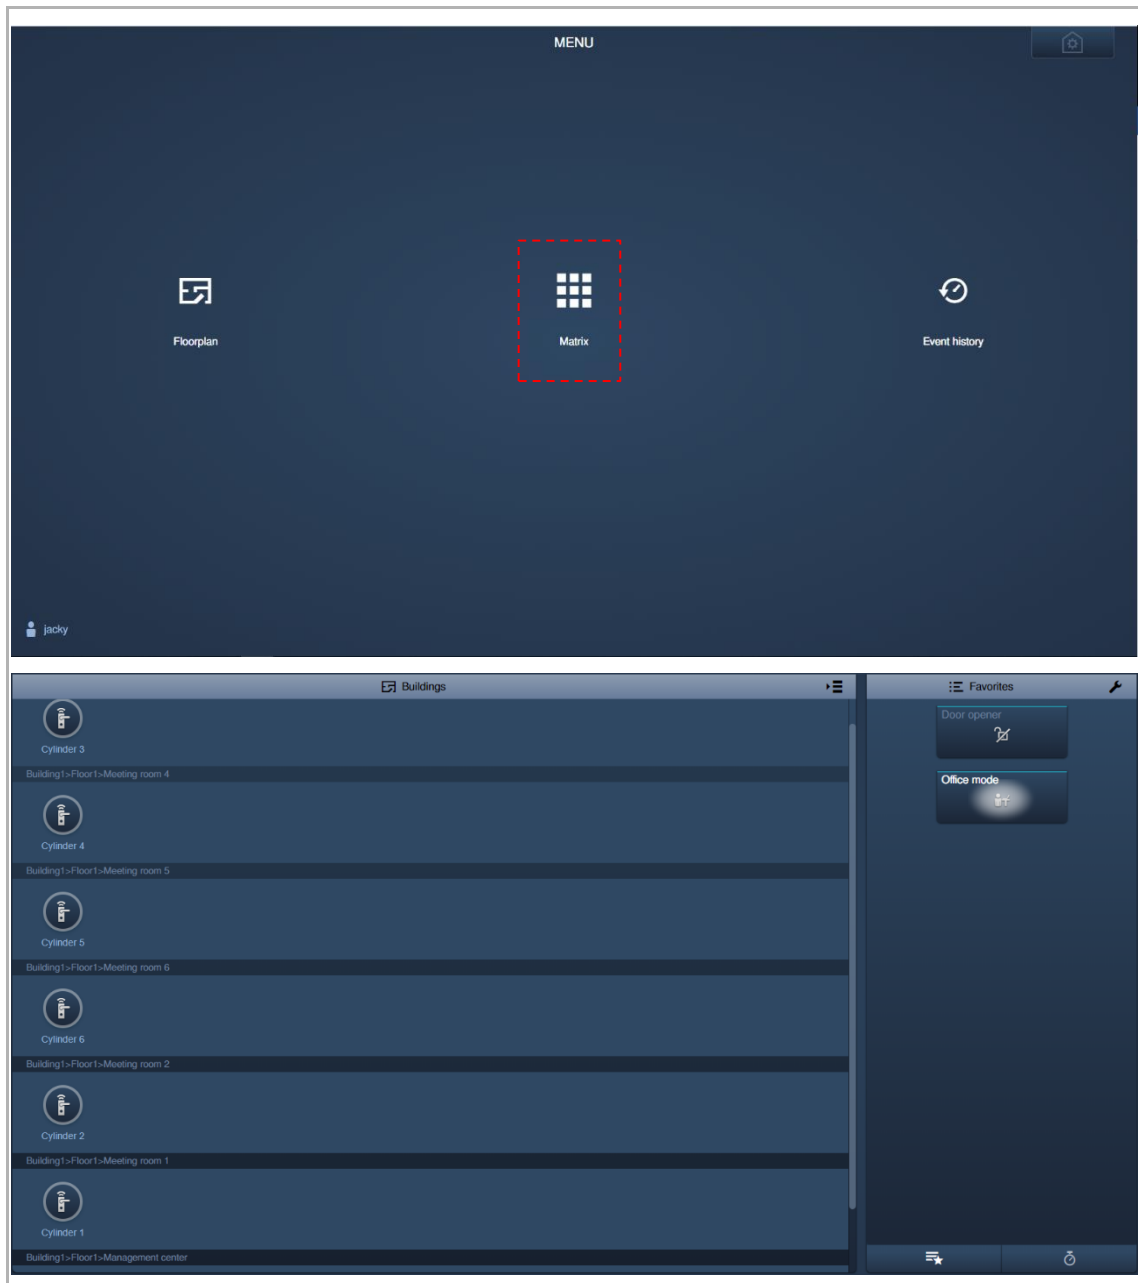 MENU
Floorplan
Matrix
Event history
jacky
Buildings
Cylinder 3
Building1>Floor1>Meeting room 4
Cylinder 4
Building1>Floor1>Meeting room 5
Cylinder 5
Building1>Floor1>Meeting room 6
Cylinder 6
Building1>Floor1>Meeting room 2
Cylinder 2
Building1>Floor1>Meeting room 1
Cylinder 1
Building1>Floor1>Management center
Favorites
Door opener
Office mode